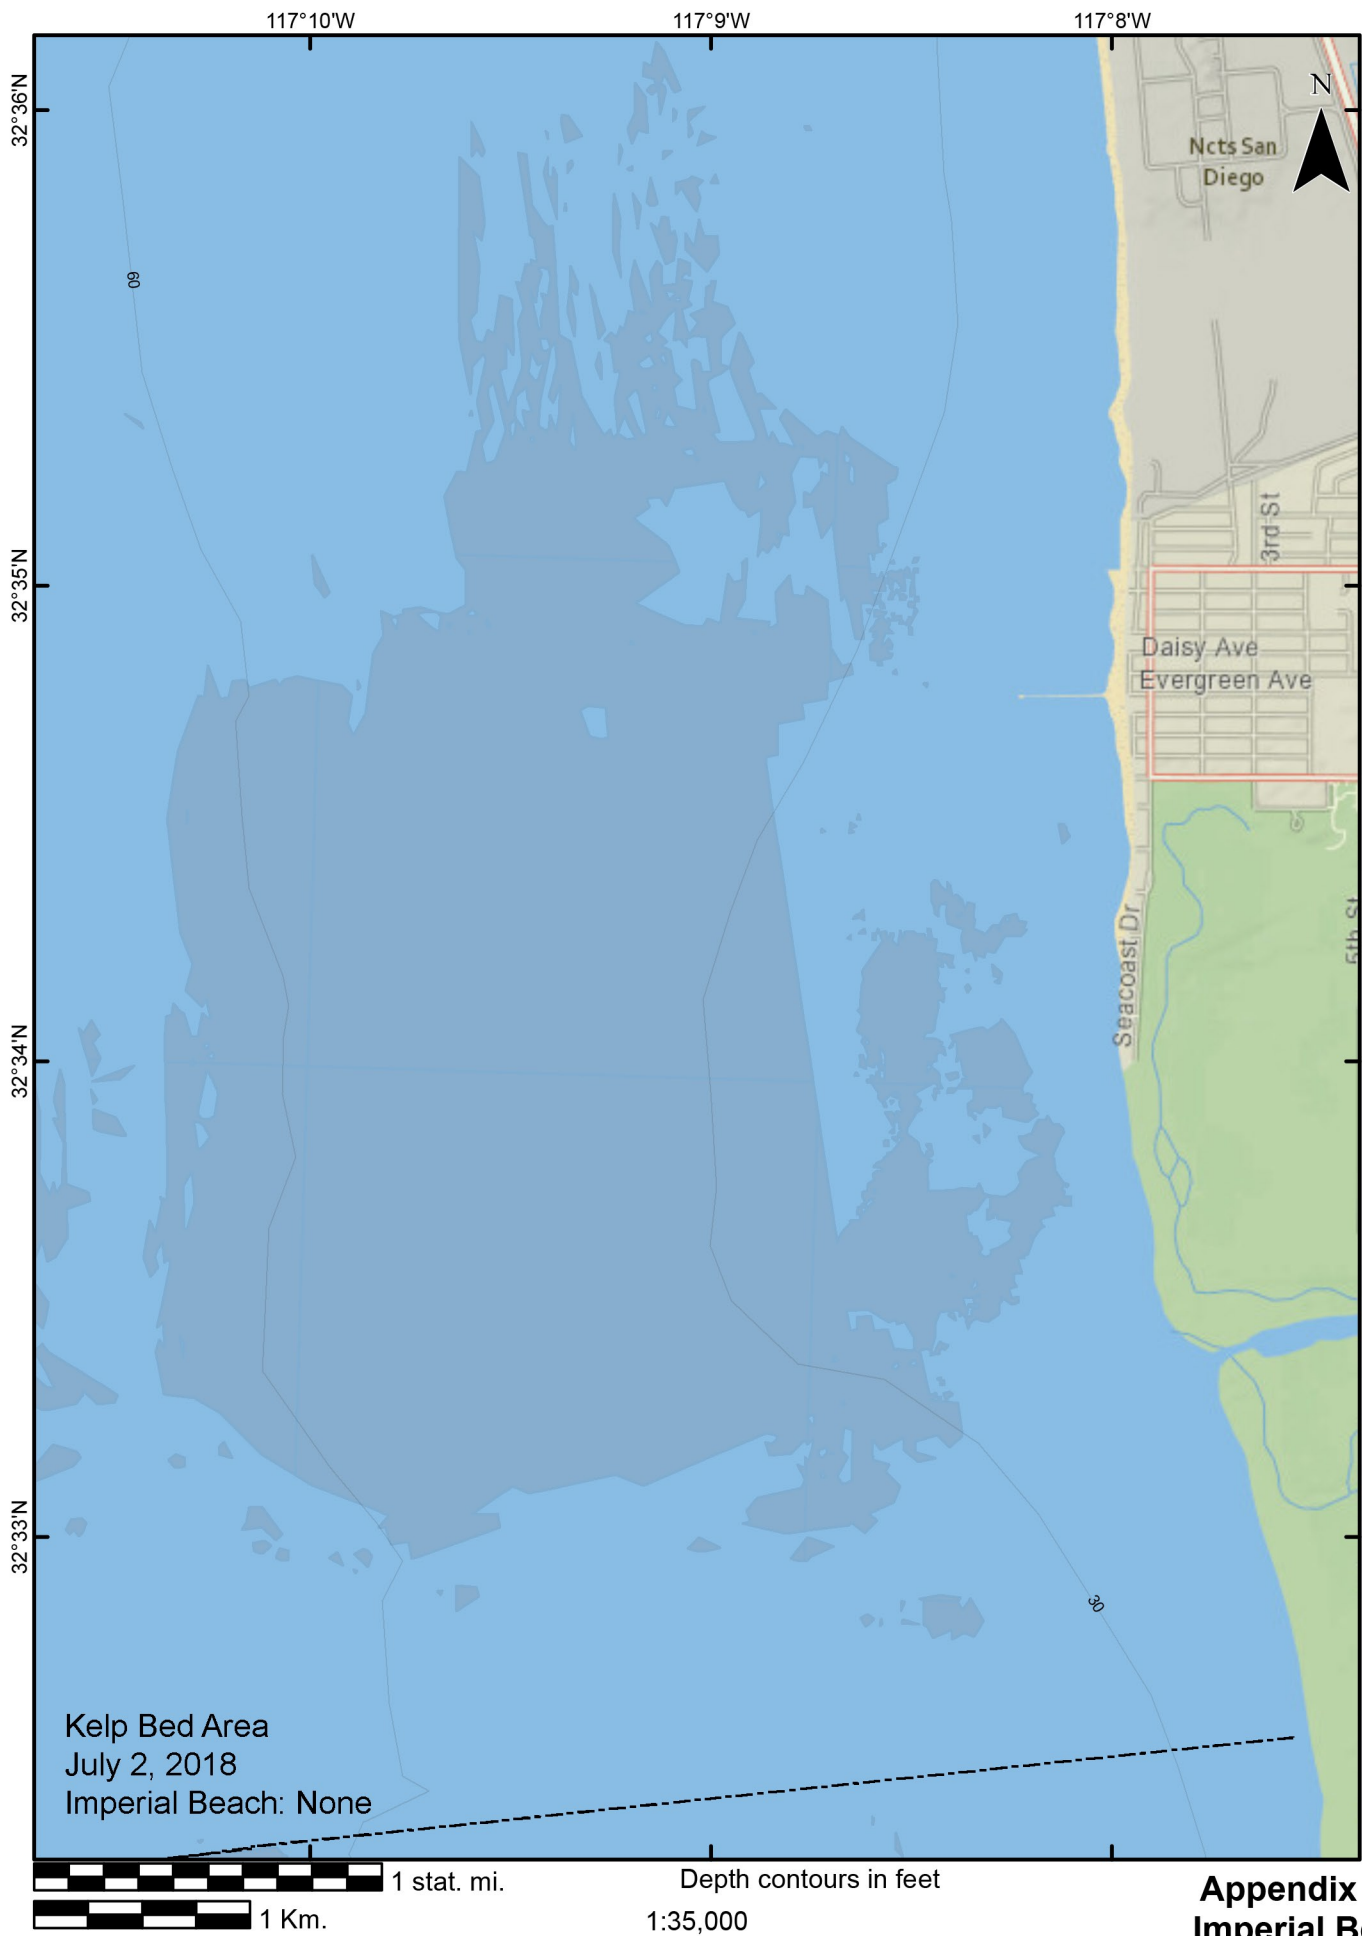 117°10'W
117°9'W
117°8'W
32°36'N
N
Ncts San
Diego
60
3rd St
32°35'N
Daisy Ave
Evergreen Ave
5th St
Seacoast Dr
32°34'N
32°33'N
30
Kelp Bed Area
July 2, 2018
Imperial Beach: None
1 stat. mi.
Depth contours in feet
1 Km.
1:35,000
Appendix
Imperial